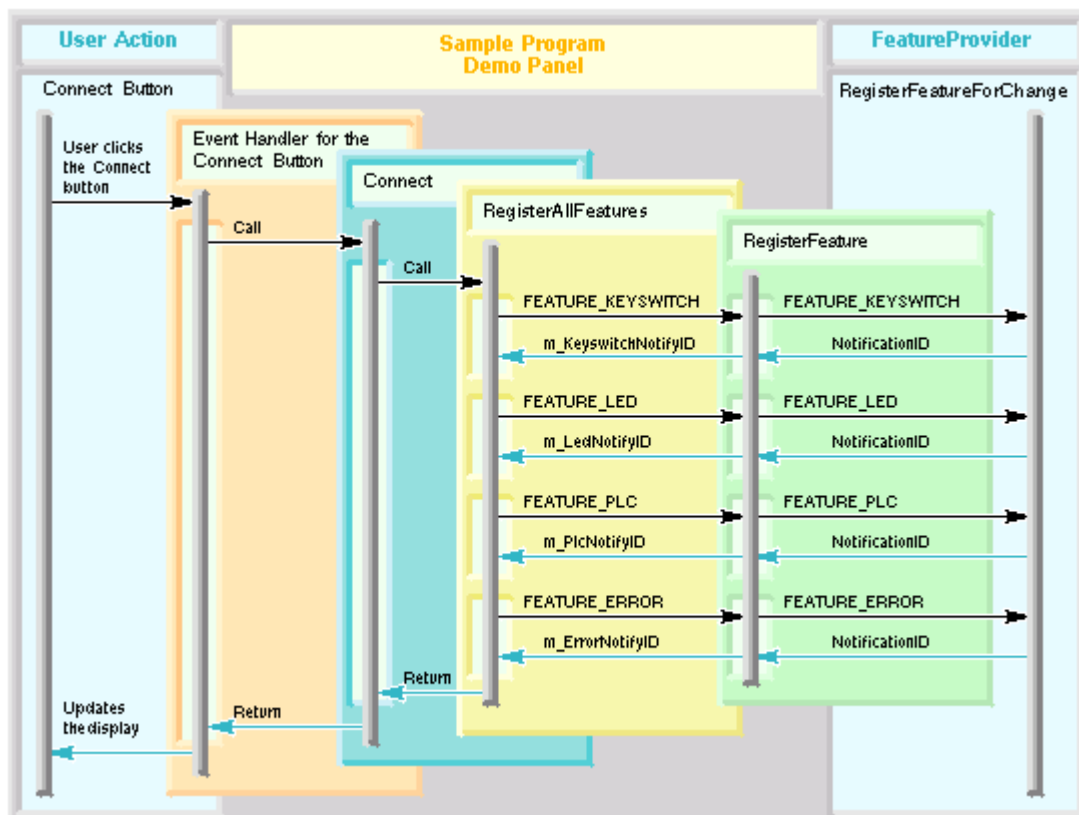 User Action
Sample Program
Demo Panel
FeatureProvider
Connect Button
RegisterFeatureForChange
User clicks
the Connect
button
Event Handler for the
Connect Button
Connect
RegisterAllFeatures
RegisterFeature
Call
Call
FEATURE_KEYSWITCH
FEATURE_KEYSWITCH
m_KeyswitchNotifyID
NotificationID
FEATURE_LED
FEATURE_LED
m_LedNotifyID
NotificationID
FEATURE_PLC
FEATURE_PLC
m_PlcNotifyID
NotificationID
FEATURE_ERROR
FEATURE_ERROR
m_ErrorNotifyID
NotificationID
Return
Return
Updates
the display